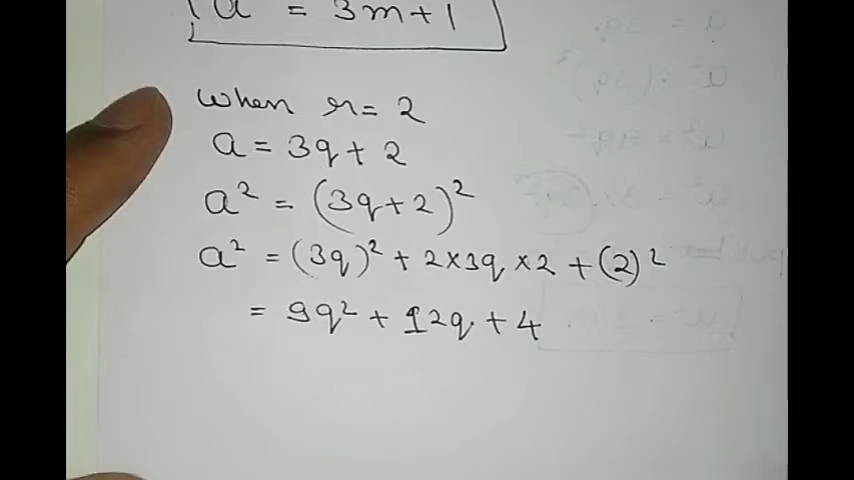 a = 3m+1
When r = 2
a = 3q + 2
a² = (3q+2)²
a² = (3q)² + 2×3q×2 + (2)²
= 9q² + 12q + 4